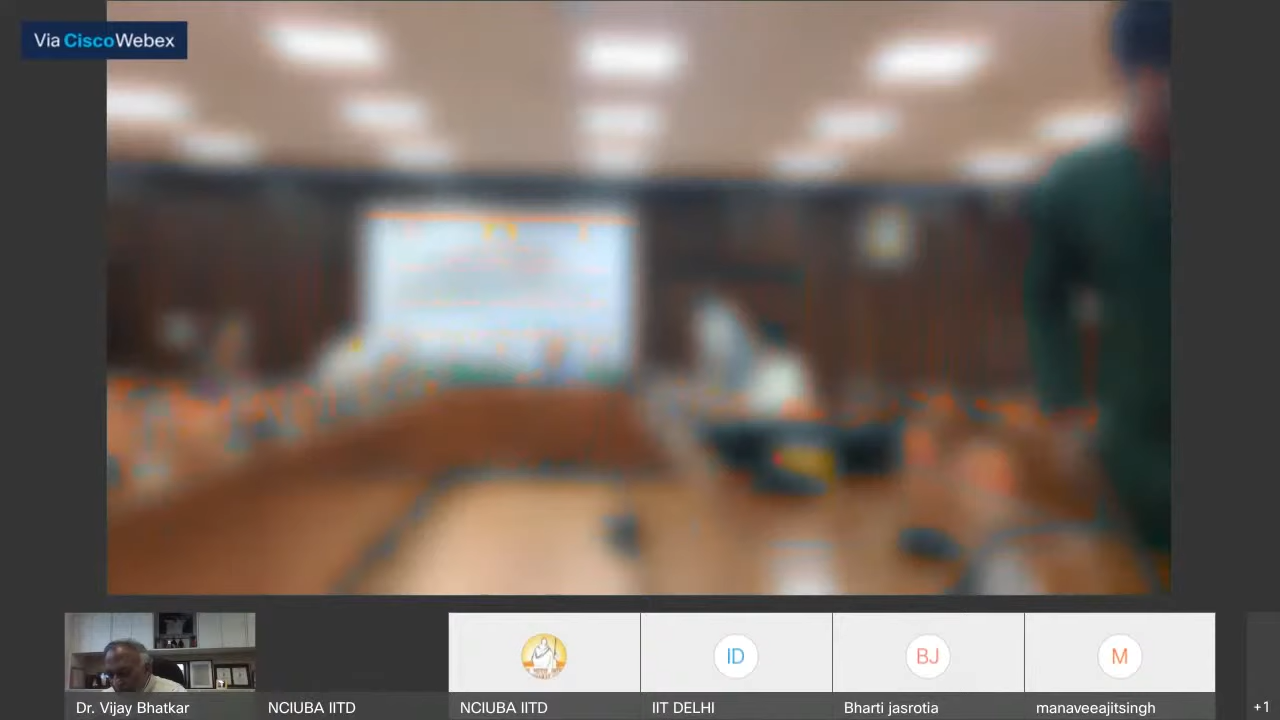 Via CiscoWebex
ID
BJ
M
Dr. Vijay Bhatkar
NCIUBA IITD
NCIUBA IITD
IIT DELHI
Bharti jasrotia
manaveeajitsingh
+1